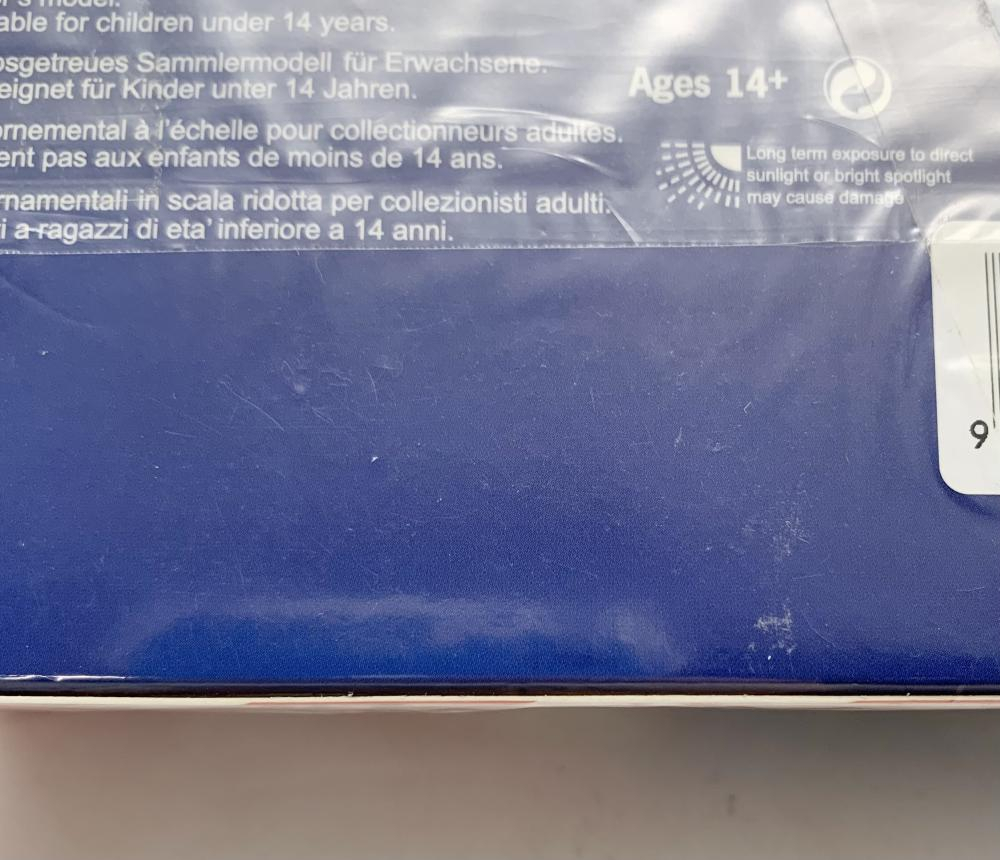 able for children under 14 years.
osgetreues Sammlermodell für Erwachsene.
eignet für Kinder unter 14 Jahren.
ornemental à l'échelle pour collectionneurs adultes.
ent pas aux enfants de moins de 14 ans.
rnamentali in scala ridotta per collezionisti adulti.
i a ragazzi di eta' inferiore a 14 anni.
Ages 14+
Long term exposure to direct
sunlight or bright spotlight
may cause damage
9